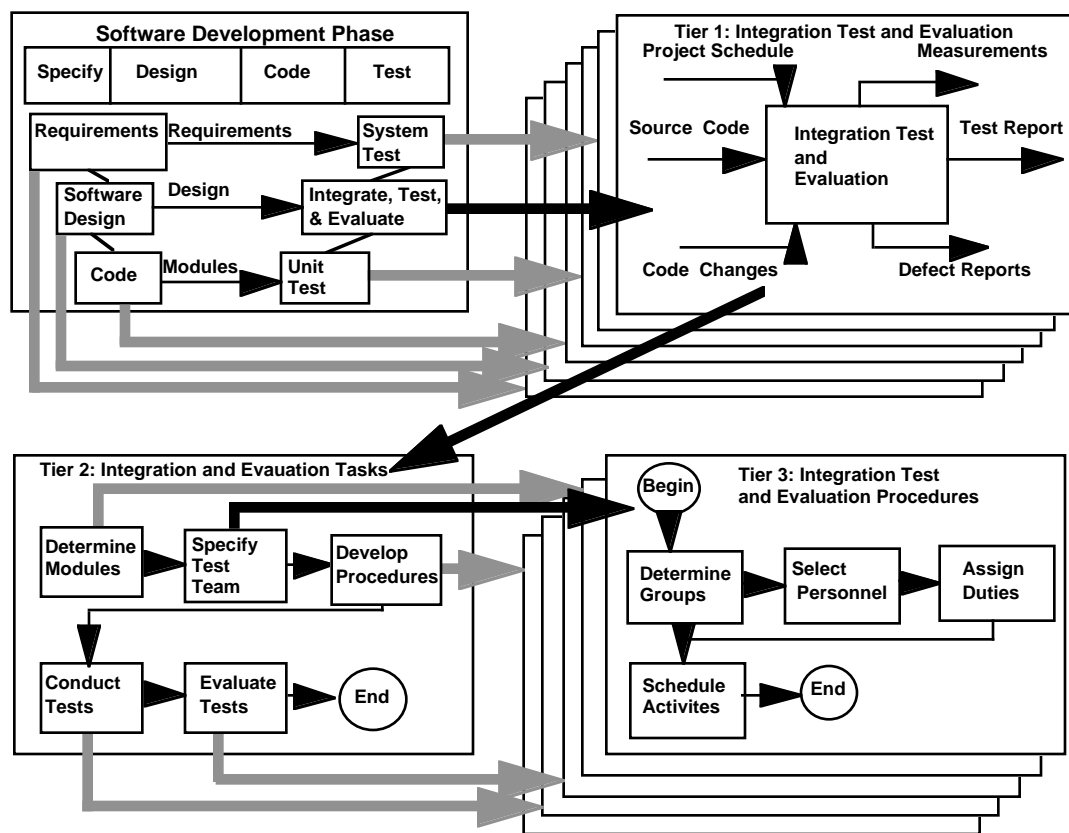 Software Development Phase
Specify
Design
Code
Test
Requirements
Requirements
System
Test
Software
Design
Design
Integrate, Test,
& Evaluate
Code
Modules
Unit
Test
Tier 1: Integration Test and Evaluation
Project Schedule
Measurements
Source Code
Integration Test
and
Evaluation
Test Report
Code Changes
Defect Reports
Tier 2: Integration and Evauation Tasks
Determine
Modules
Specify
Test
Team
Develop
Procedures
Conduct
Tests
Evaluate
Tests
End
Tier 3: Integration Test
and Evaluation Procedures
Begin
Determine
Groups
Select
Personnel
Assign
Duties
Schedule
Activites
End